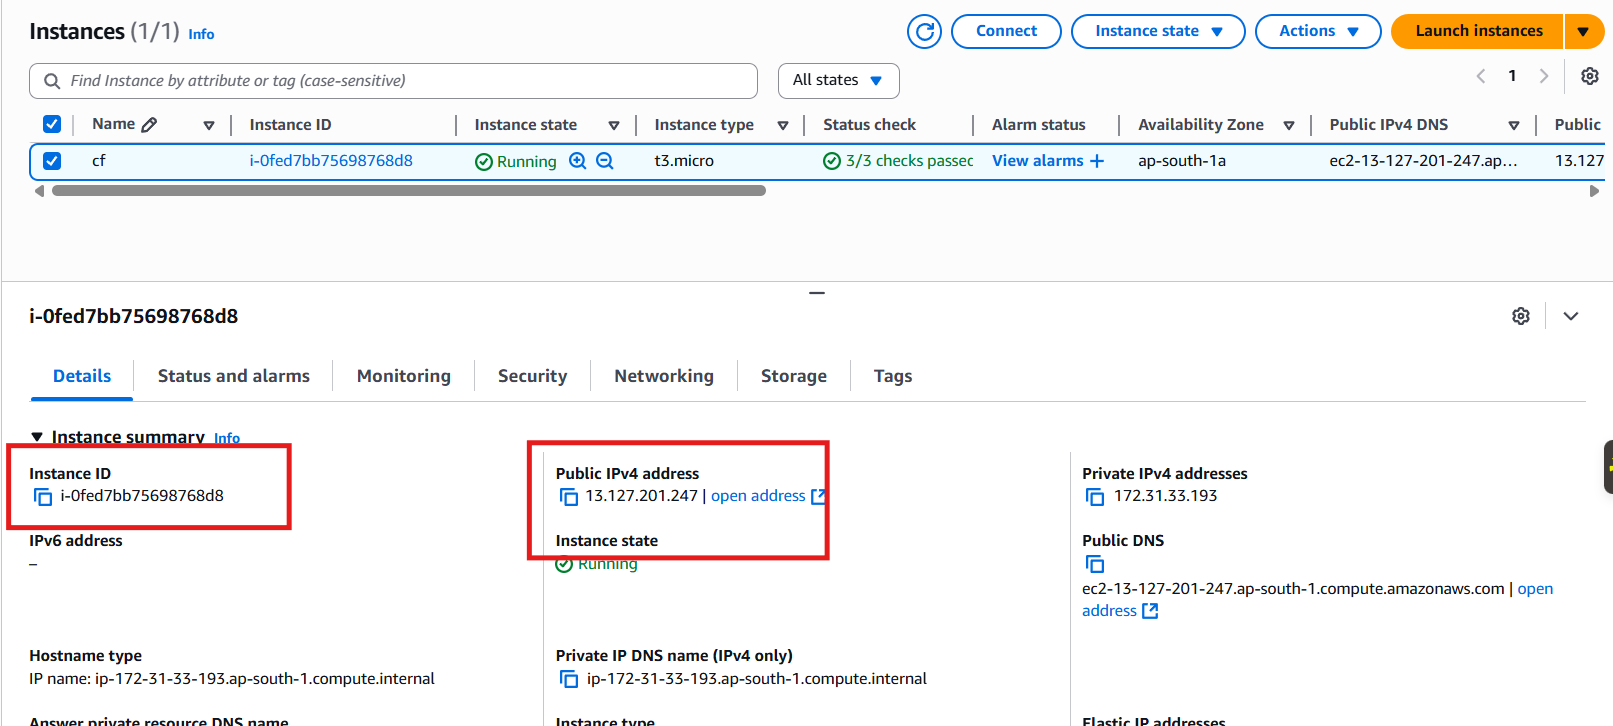 Instances (1/1) Info Connect Instance state Actions Launch instances
Find Instance by attribute or tag (case-sensitive) All states 1
Name Instance ID Instance state Instance type Status check Alarm status Availability Zone Public IPv4 DNS Public
cf i-0fed7bb75698768d8 Running t3.micro 3/3 checks passec View alarms + ap-south-1a ec2-13-127-201-247.ap... 13.127
i-0fed7bb75698768d8
Details Status and alarms Monitoring Security Networking Storage Tags
Instance summary Info
Instance ID
i-0fed7bb75698768d8
Public IPv4 address
13.127.201.247 | open address
Private IPv4 addresses
172.31.33.193
IPv6 address
–
Instance state
Running
Public DNS
ec2-13-127-201-247.ap-south-1.compute.amazonaws.com | open
address
Hostname type
IP name: ip-172-31-33-193.ap-south-1.compute.internal
Private IP DNS name (IPv4 only)
ip-172-31-33-193.ap-south-1.compute.internal
Answer private resource DNS name
Instance type
Elastic IP addresses